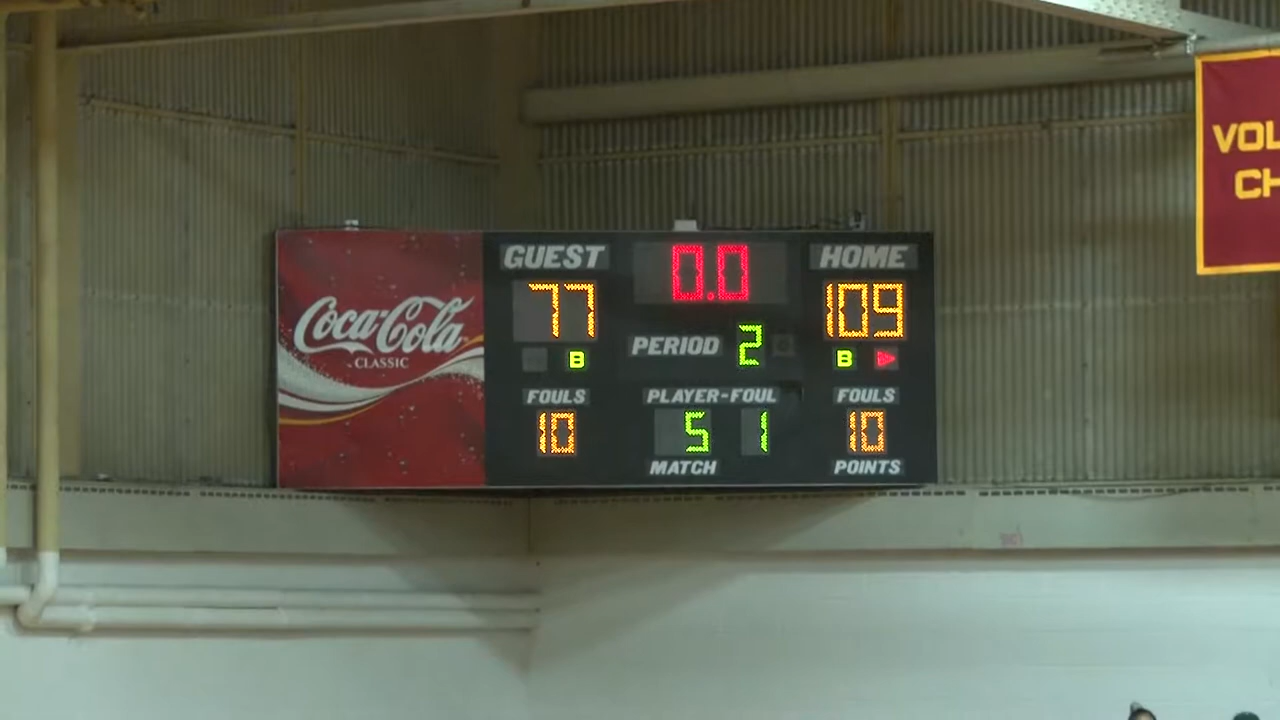 Coca-Cola
CLASSIC
GUEST
0.0
HOME
77
109
PERIOD 2
B
B
FOULS
PLAYER-FOUL
FOULS
10
5 1
10
MATCH
POINTS
VOL
CH